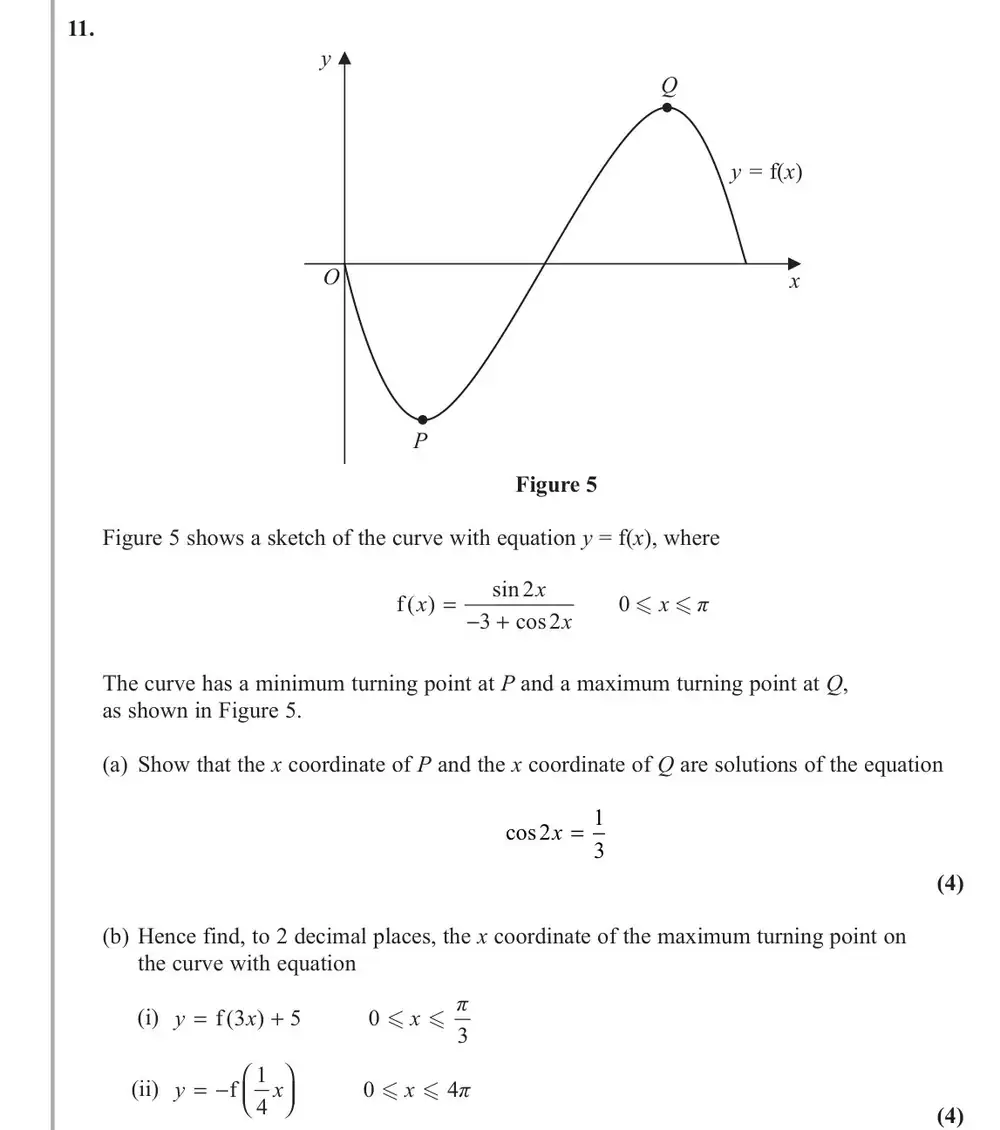 11.
y
Q
y = f(x)
O
x
P
Figure 5
Figure 5 shows a sketch of the curve with equation y = f(x), where
f(x) = sin 2x / (−3 + cos 2x)    0 ⩽ x ⩽ π
The curve has a minimum turning point at P and a maximum turning point at Q,
as shown in Figure 5.
(a) Show that the x coordinate of P and the x coordinate of Q are solutions of the equation
cos 2x = 1/3
(4)
(b) Hence find, to 2 decimal places, the x coordinate of the maximum turning point on
the curve with equation
(i) y = f(3x) + 5    0 ⩽ x ⩽ π/3
(ii) y = −f(1/4 x)    0 ⩽ x ⩽ 4π
(4)